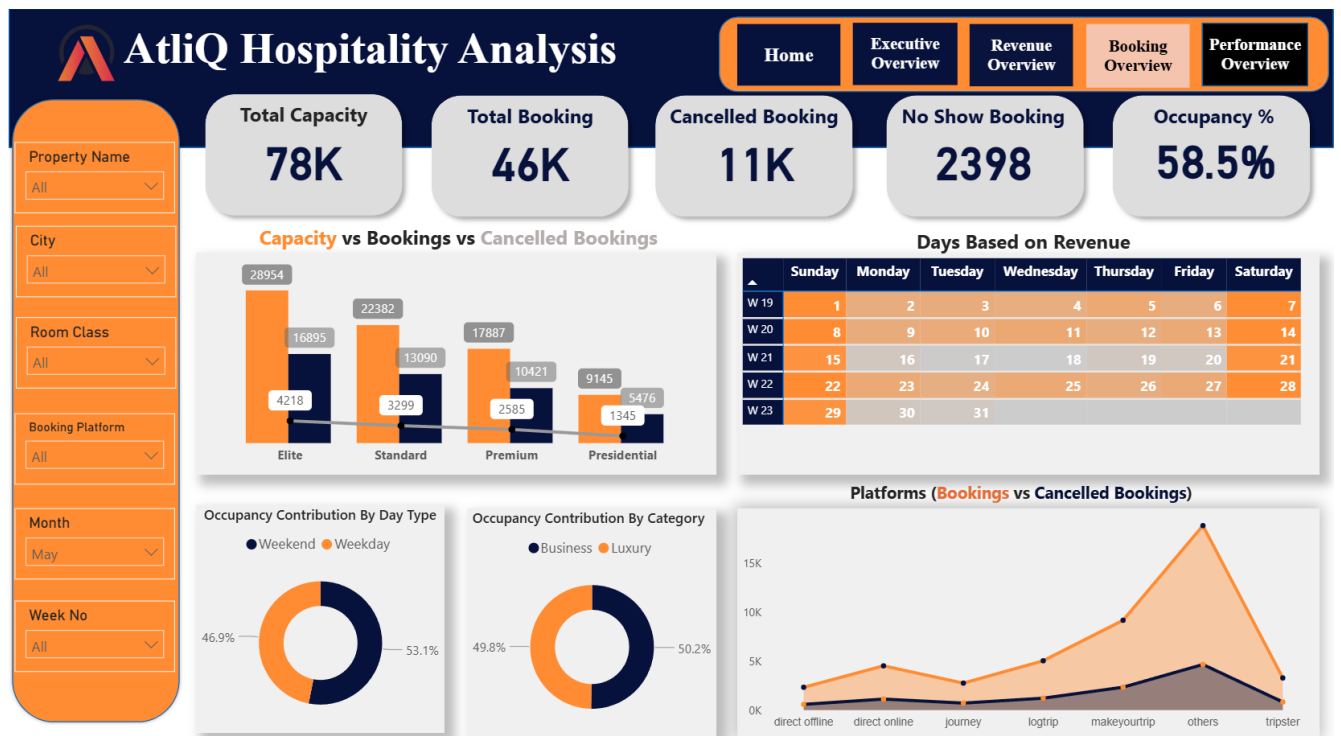 AtliQ Hospitality Analysis
Home
Executive
Overview
Revenue
Overview
Booking
Overview
Performance
Overview
Total Capacity
78K
Total Booking
46K
Cancelled Booking
11K
No Show Booking
2398
Occupancy %
58.5%
Property Name
All
City
All
Room Class
All
Booking Platform
All
Month
May
Week No
All
Capacity vs Bookings vs Cancelled Bookings
28954
16895
4218
22382
13090
3299
17887
10421
2585
9145
5476
1345
Elite Standard Premium Presidential
Days Based on Revenue
Sunday Monday Tuesday Wednesday Thursday Friday Saturday
W 19 1 2 3 4 5 6 7
W 20 8 9 10 11 12 13 14
W 21 15 16 17 18 19 20 21
W 22 22 23 24 25 26 27 28
W 23 29 30 31
Occupancy Contribution By Day Type
Weekend Weekday
46.9%
53.1%
Occupancy Contribution By Category
Business Luxury
49.8%
50.2%
Platforms (Bookings vs Cancelled Bookings)
15K
10K
5K
0K
direct offline direct online journey logtrip makeyourtrip others tripster